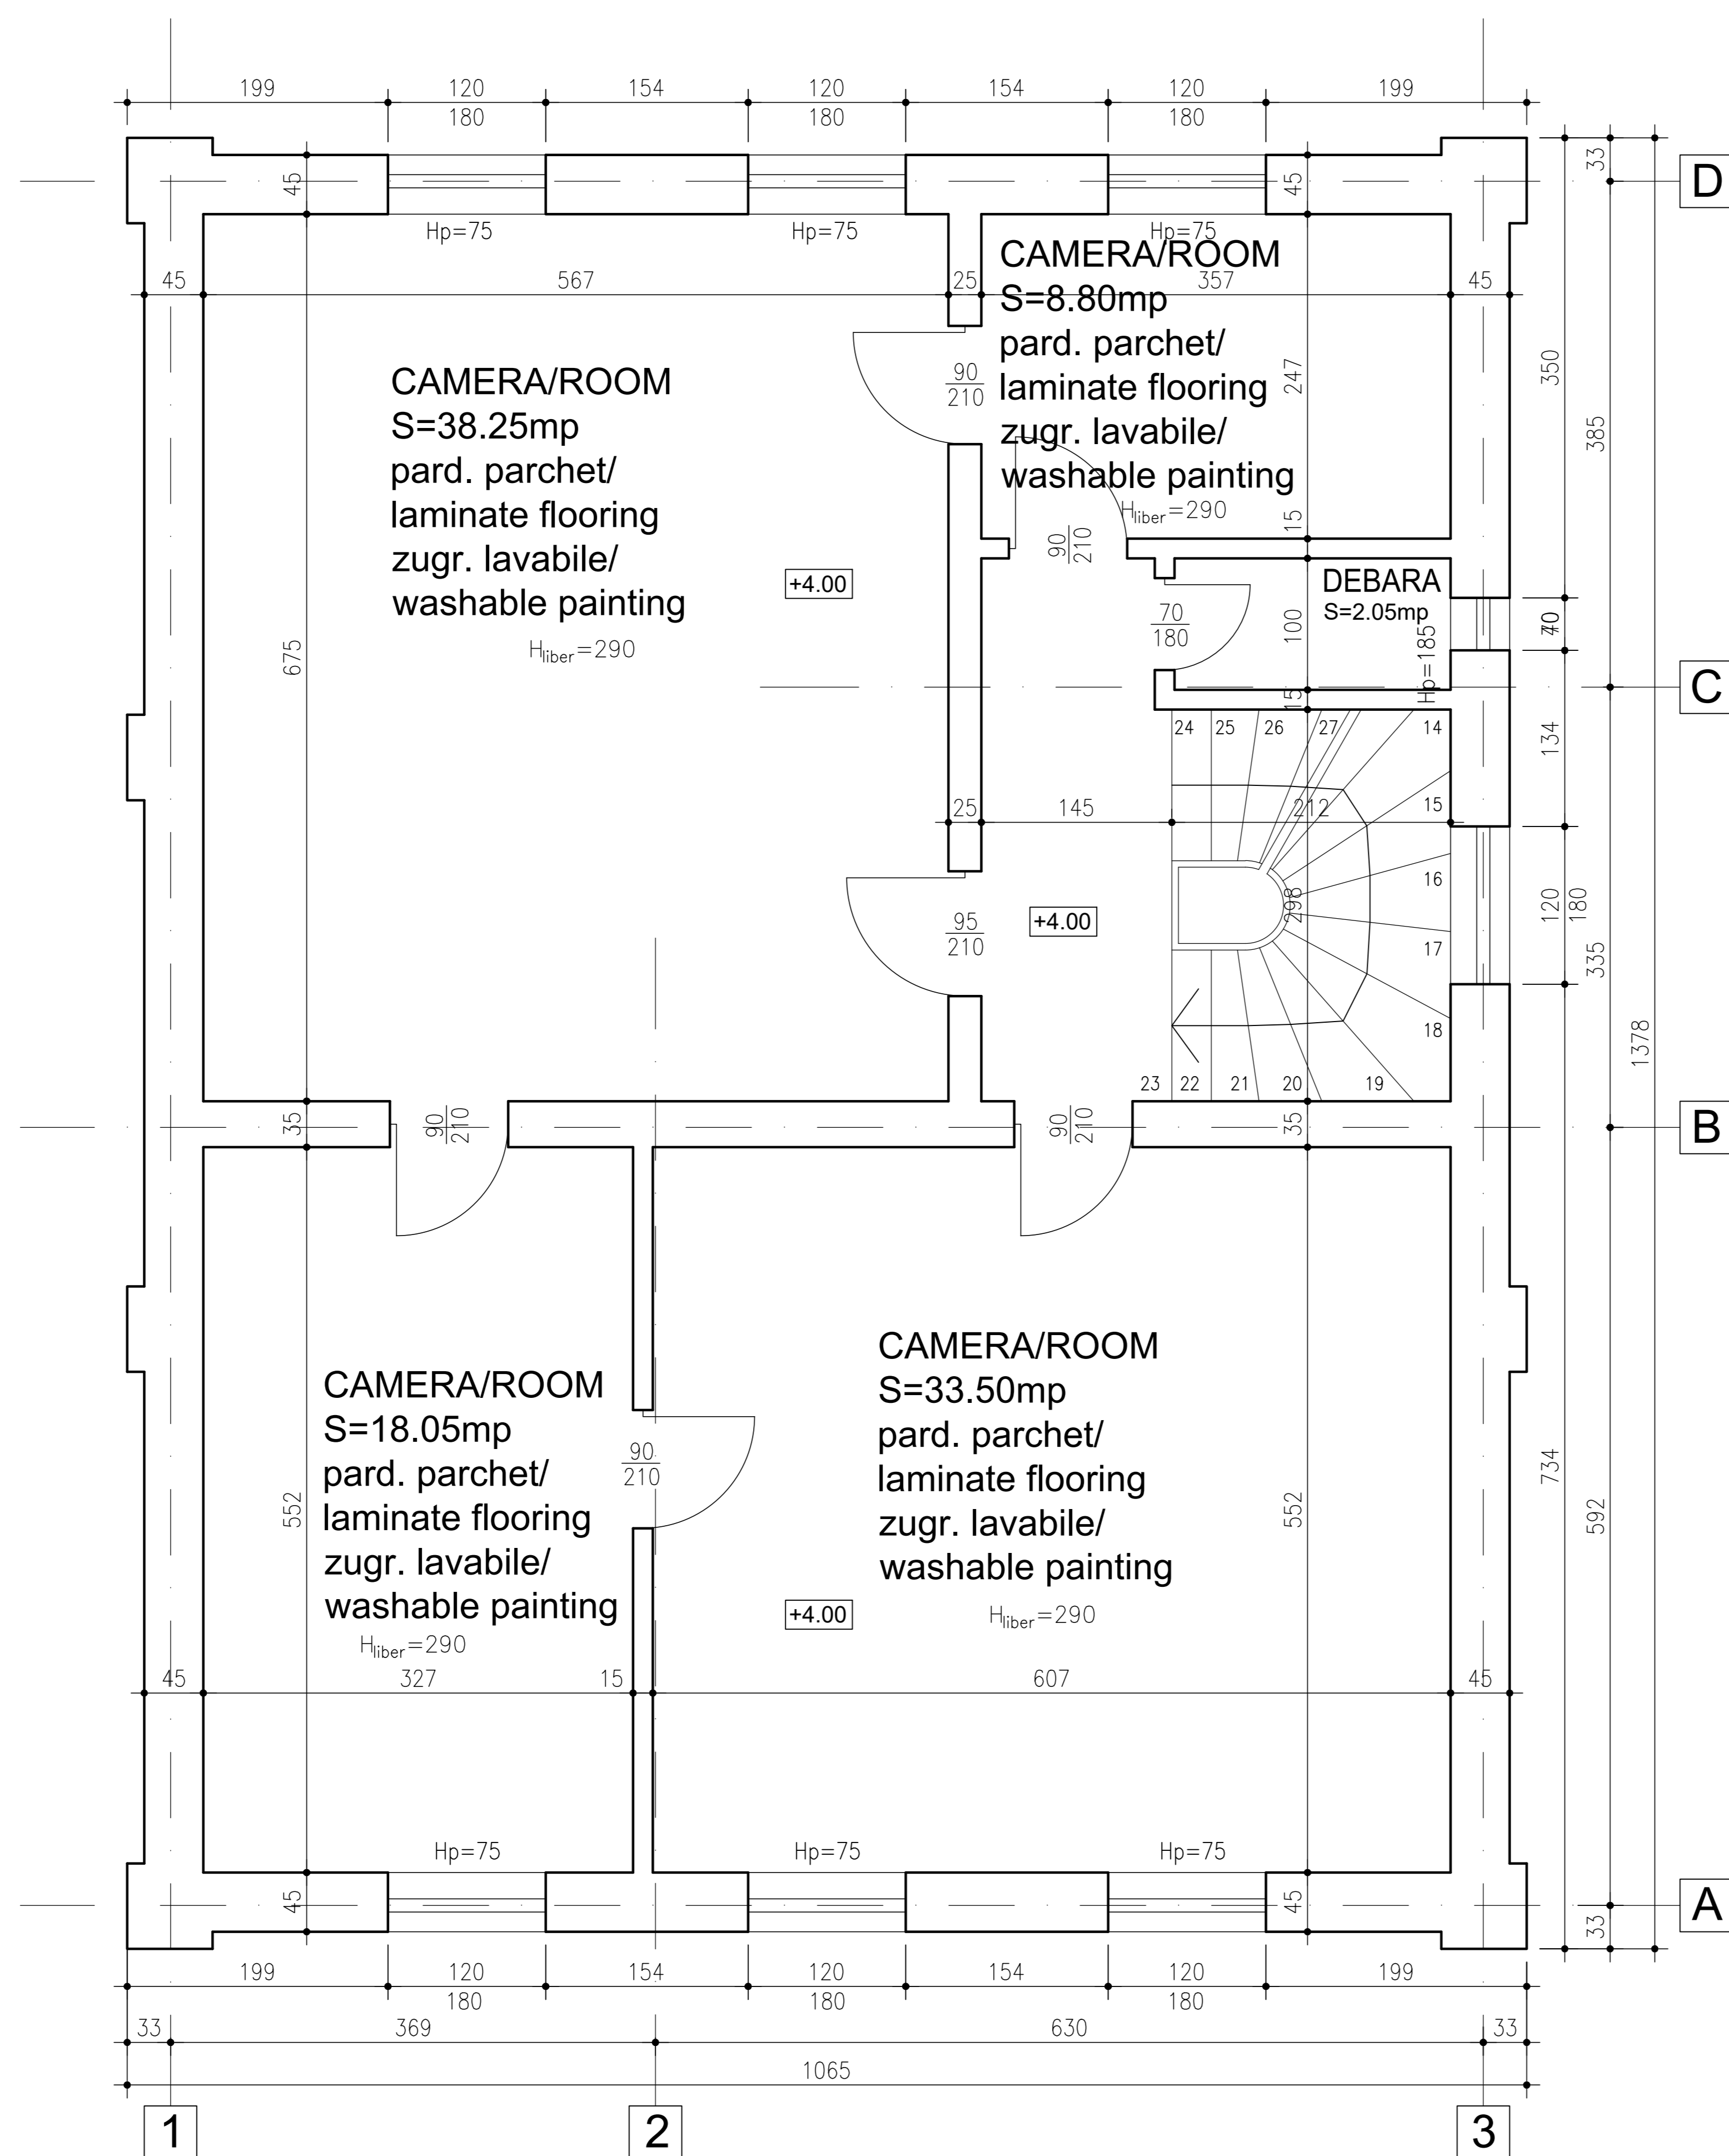 199 120 154 120 154 120 199
180 180 180
33
D
45 45
Hp=75 Hp=75 Hp=75
CAMERA/ROOM
S=8.80mp
pard. parchet/
laminate flooring
zugr. lavabile/
washable painting
Hliber=290
45 567 25 357 45
CAMERA/ROOM
S=38.25mp
pard. parchet/
laminate flooring
zugr. lavabile/
washable painting
Hliber=290
+4.00
90
210
247
350
385
15
90
210
DEBARA
S=2.05mp
70
180
100
Hp=185
675
15
C
134
24 25 26 27 14
15
25 145 212
16
298
120
180
95
210
+4.00
17
335
18
1378
23 22 21 20 19
35
90
210
90
210
35
B
CAMERA/ROOM
S=33.50mp
pard. parchet/
laminate flooring
zugr. lavabile/
washable painting
Hliber=290
+4.00
CAMERA/ROOM
S=18.05mp
pard. parchet/
laminate flooring
zugr. lavabile/
washable painting
Hliber=290
90
210
552
552
734
592
45 327 15 607 45
Hp=75 Hp=75 Hp=75
45 45
A
33
199 120 154 120 154 120 199
180 180 180
33 369 630 33
1065
1 2 3